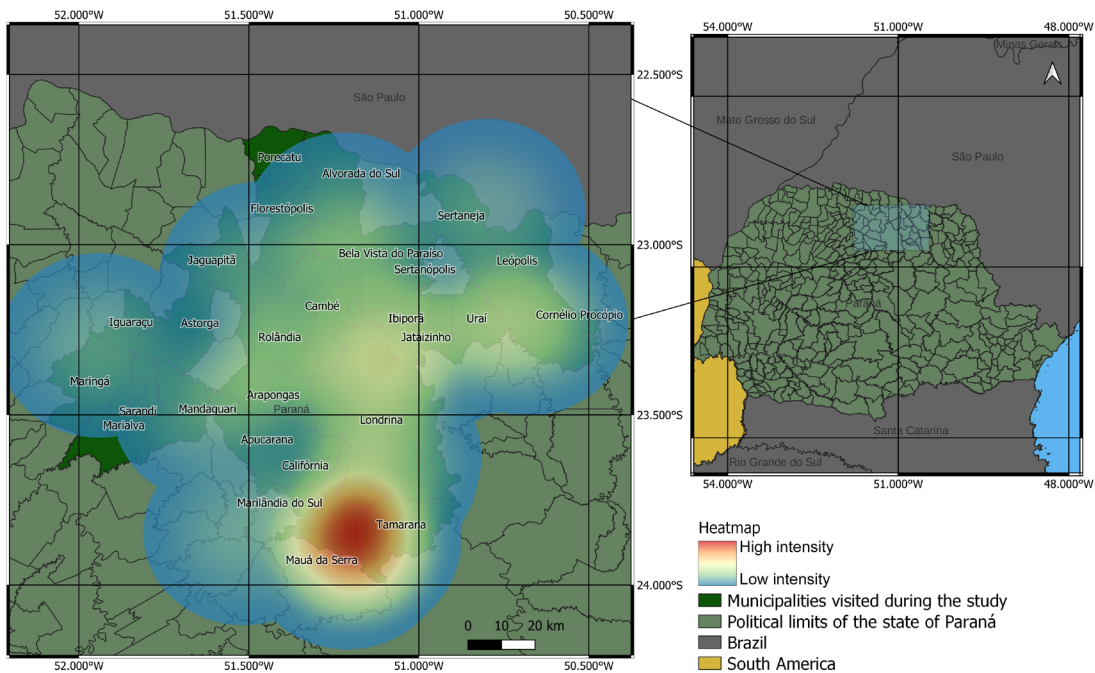 52.000°W 51.500°W 51.000°W 50.500°W
54.000°W 51.000°W 48.000°W
22.500°S
23.000°S
23.500°S
24.000°S
São Paulo
Porecatu
Alvorada do Sul
Florestópolis
Sertaneja
Bela Vista do Paraíso
Jaguapitã
Sertanópolis
Leópolis
Cambé
Iguaraçu
Astorga
Ibiporã
Uraí
Cornélio Procópio
Rolândia
Jataizinho
Maringá
Arapongas
Sarandi
Mandaguari
Paraná
Londrina
Marialva
Apucarana
Califórnia
Marilândia do Sul
Tamarana
Mauá da Serra
0 10 20 km
52.000°W 51.500°W 51.000°W 50.500°W
Minas Gerais
Mato Grosso do Sul
São Paulo
Paraná
Santa Catarina
Rio Grande do Sul
54.000°W 51.000°W 48.000°W
Heatmap
High intensity
Low intensity
Municipalities visited during the study
Political limits of the state of Paraná
Brazil
South America